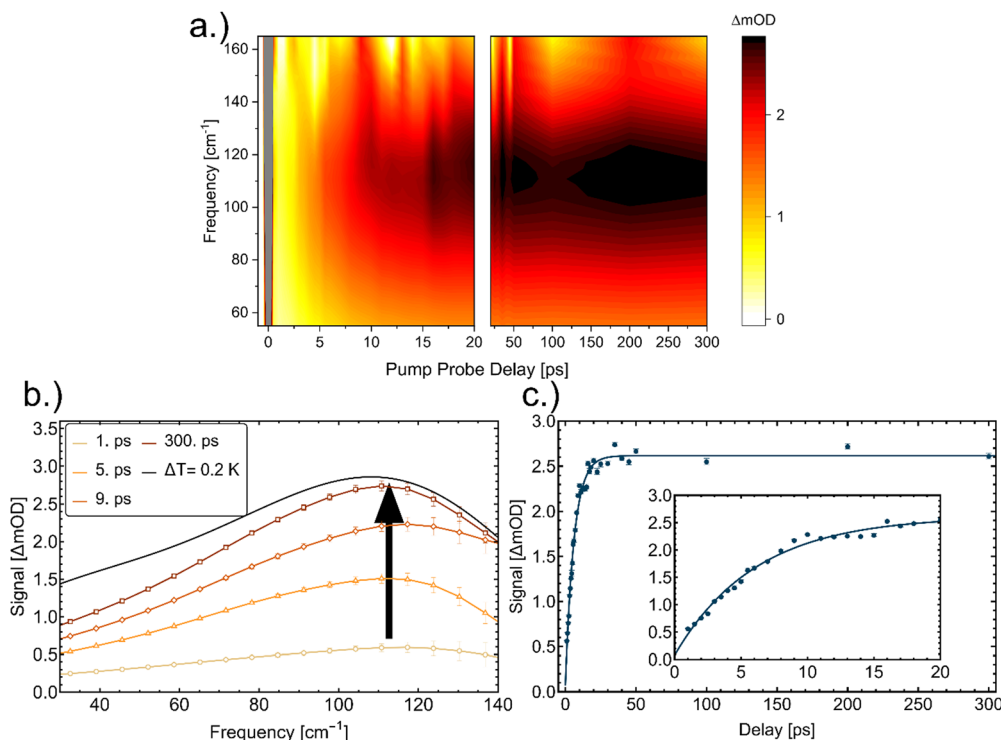 a.)
ΔmOD
160
140
120
100
80
60
Frequency [cm⁻¹]
0 5 10 15 20
50 100 150 200 250 300
Pump Probe Delay [ps]
2
1
0
b.)
3.5
3.0
2.5
2.0
1.5
1.0
0.5
0.0
Signal [ΔmOD]
1. ps
5. ps
9. ps
300. ps
ΔT= 0.2 K
40 60 80 100 120 140
Frequency [cm⁻¹]
c.)
3.0
2.5
2.0
1.5
1.0
0.5
0.0
Signal [ΔmOD]
3.0
2.5
2.0
1.5
1.0
0.5
0.0
0 5 10 15 20
0 50 100 150 200 250 300
Delay [ps]